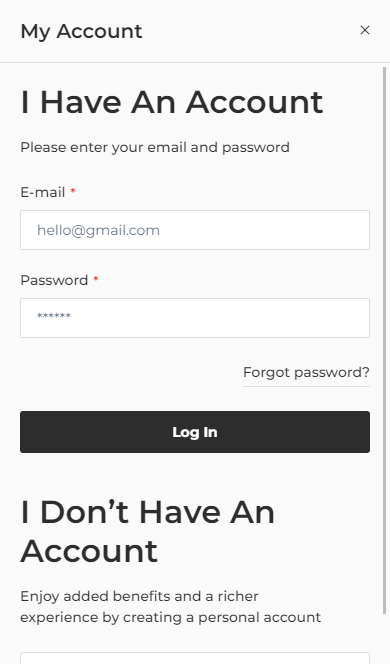 My Account
I Have An Account
Please enter your email and password
E-mail *
hello@gmail.com
Password *
******
Forgot password?
Log In
I Don’t Have An
Account
Enjoy added benefits and a richer
experience by creating a personal account